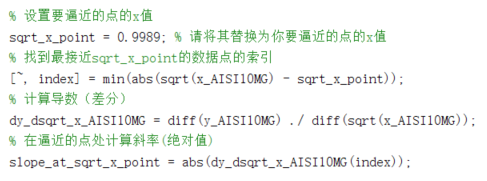 % 设置要逼近的点的x值
sqrt_x_point = 0.9989; % 请将其替换为你要逼近的点的x值
% 找到最接近sqrt_x_point的数据点的索引
[~, index] = min(abs(sqrt(x_AISI10MG) - sqrt_x_point));
% 计算导数（差分）
dy_dsqrt_x_AISI10MG = diff(y_AISI10MG) ./ diff(sqrt(x_AISI10MG));
% 在逼近的点处计算斜率(绝对值)
slope_at_sqrt_x_point = abs(dy_dsqrt_x_AISI10MG(index));